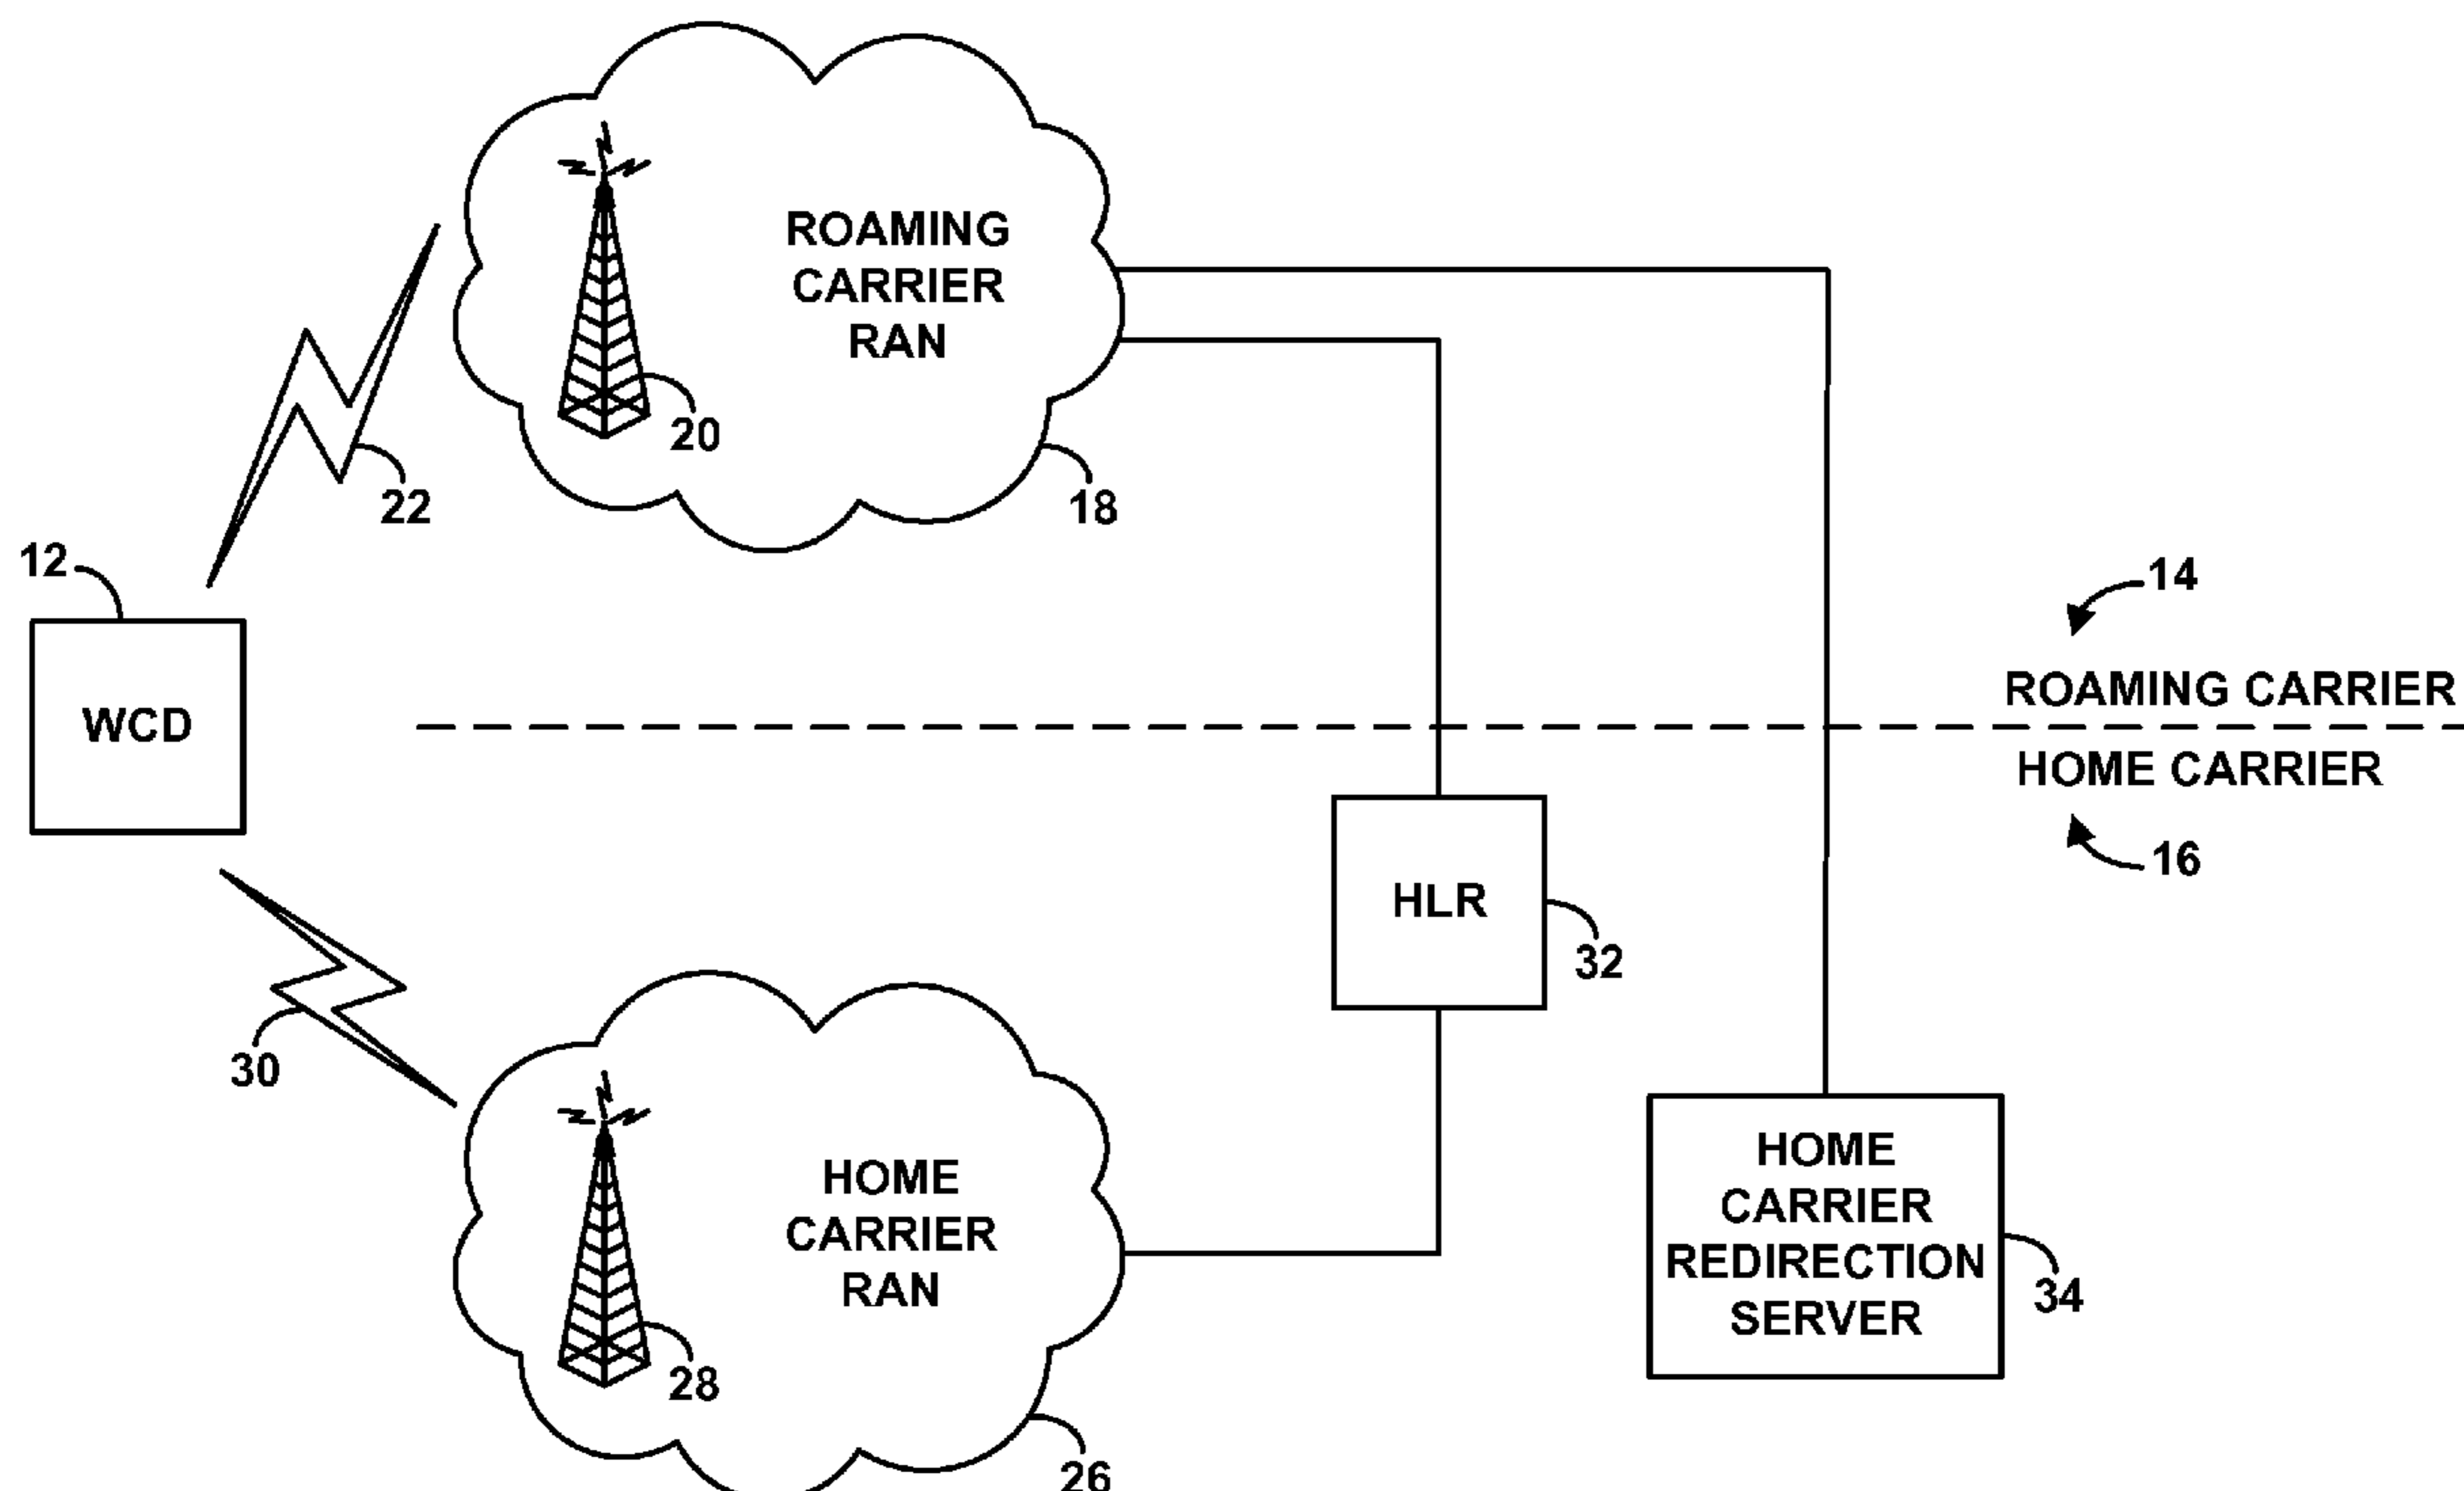 ROAMING
CARRIER
RAN
20
18
22
12
WCD
14
ROAMING CARRIER
HOME CARRIER
16
HLR
32
30
HOME
CARRIER
RAN
28
26
HOME
CARRIER
REDIRECTION
SERVER
34